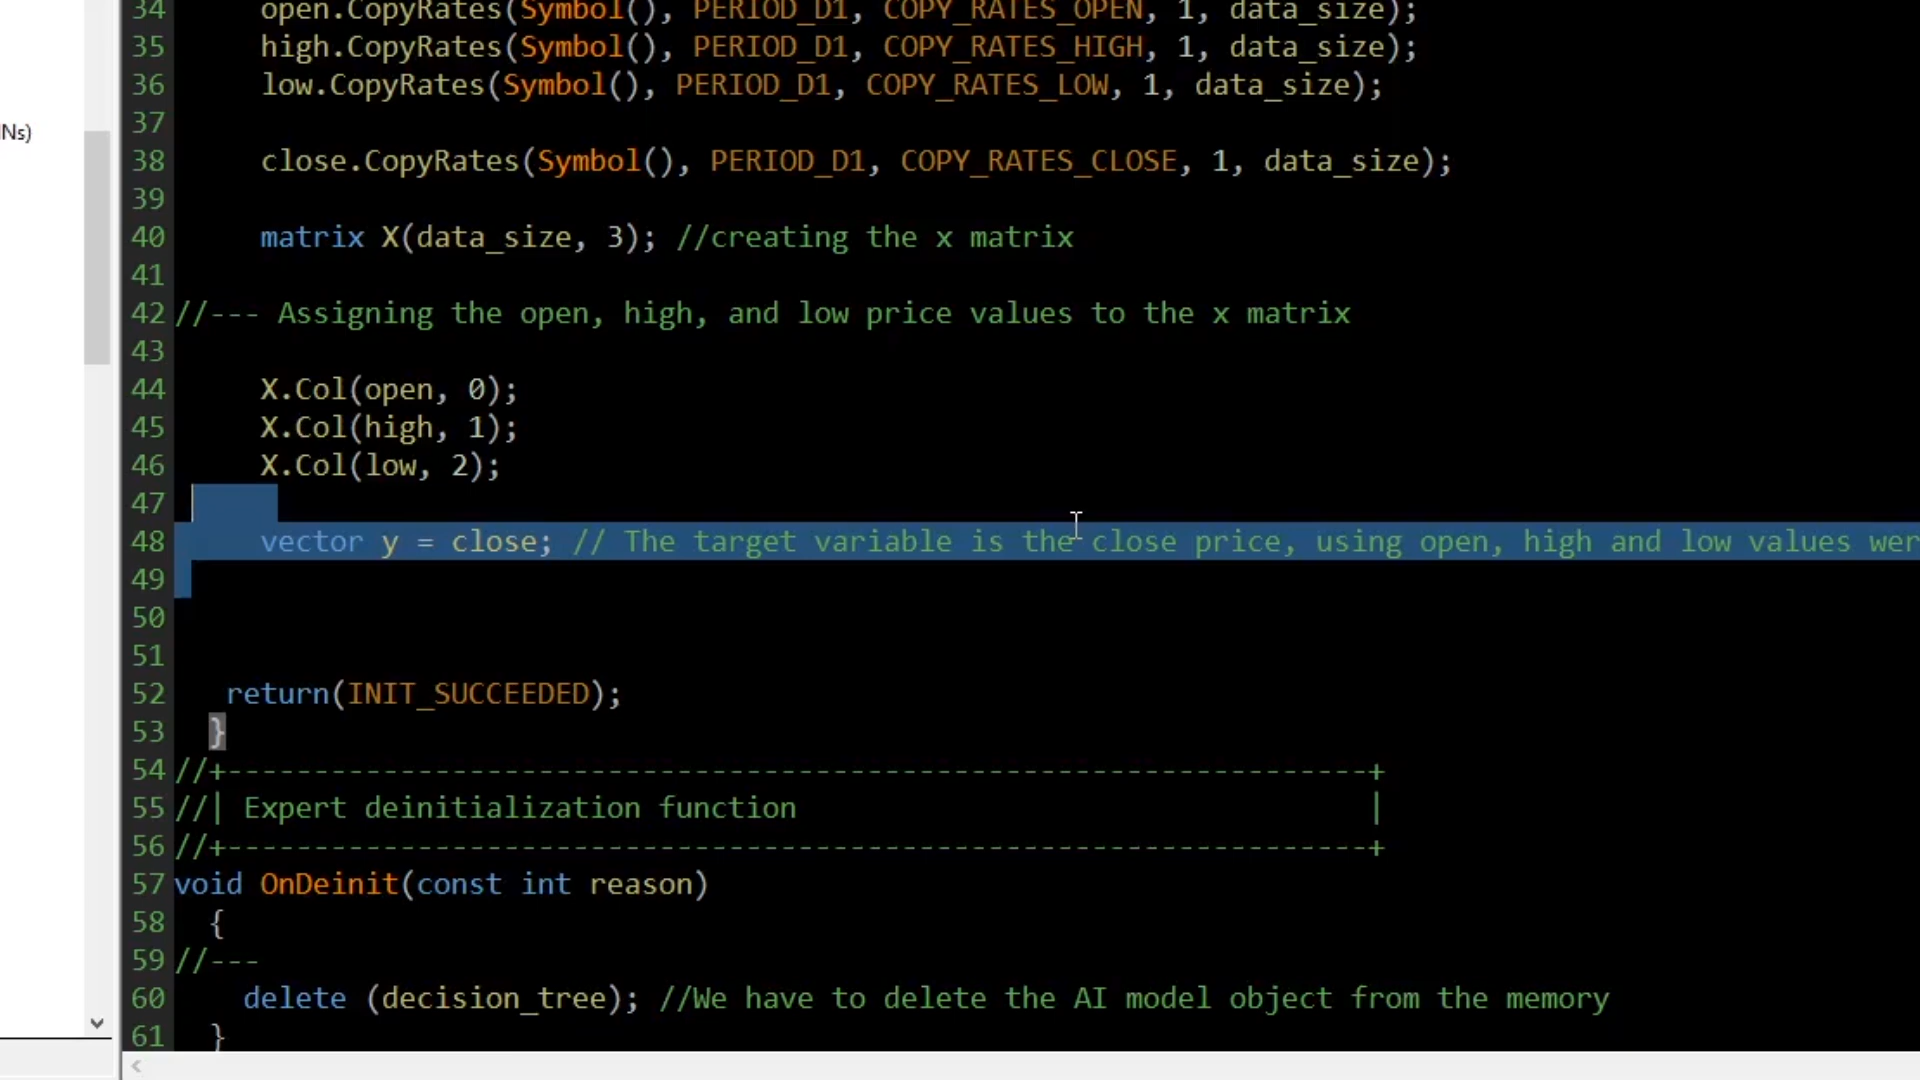 34 open.CopyRates(Symbol(), PERIOD_D1, COPY_RATES_OPEN, 1, data_size);
35 high.CopyRates(Symbol(), PERIOD_D1, COPY_RATES_HIGH, 1, data_size);
36 low.CopyRates(Symbol(), PERIOD_D1, COPY_RATES_LOW, 1, data_size);
37
38 close.CopyRates(Symbol(), PERIOD_D1, COPY_RATES_CLOSE, 1, data_size);
39
40 matrix X(data_size, 3); //creating the x matrix
41
42 //--- Assigning the open, high, and low price values to the x matrix
43
44 X.Col(open, 0);
45 X.Col(high, 1);
46 X.Col(low, 2);
47
48 vector y = close; // The target variable is the close price, using open, high and low values wer
49
50
51
52 return(INIT_SUCCEEDED);
53 }
54 //+------------------------------------------------------------------+
55 //| Expert deinitialization function |
56 //+------------------------------------------------------------------+
57 void OnDeinit(const int reason)
58 {
59 //---
60 delete (decision_tree); //We have to delete the AI model object from the memory
61 }